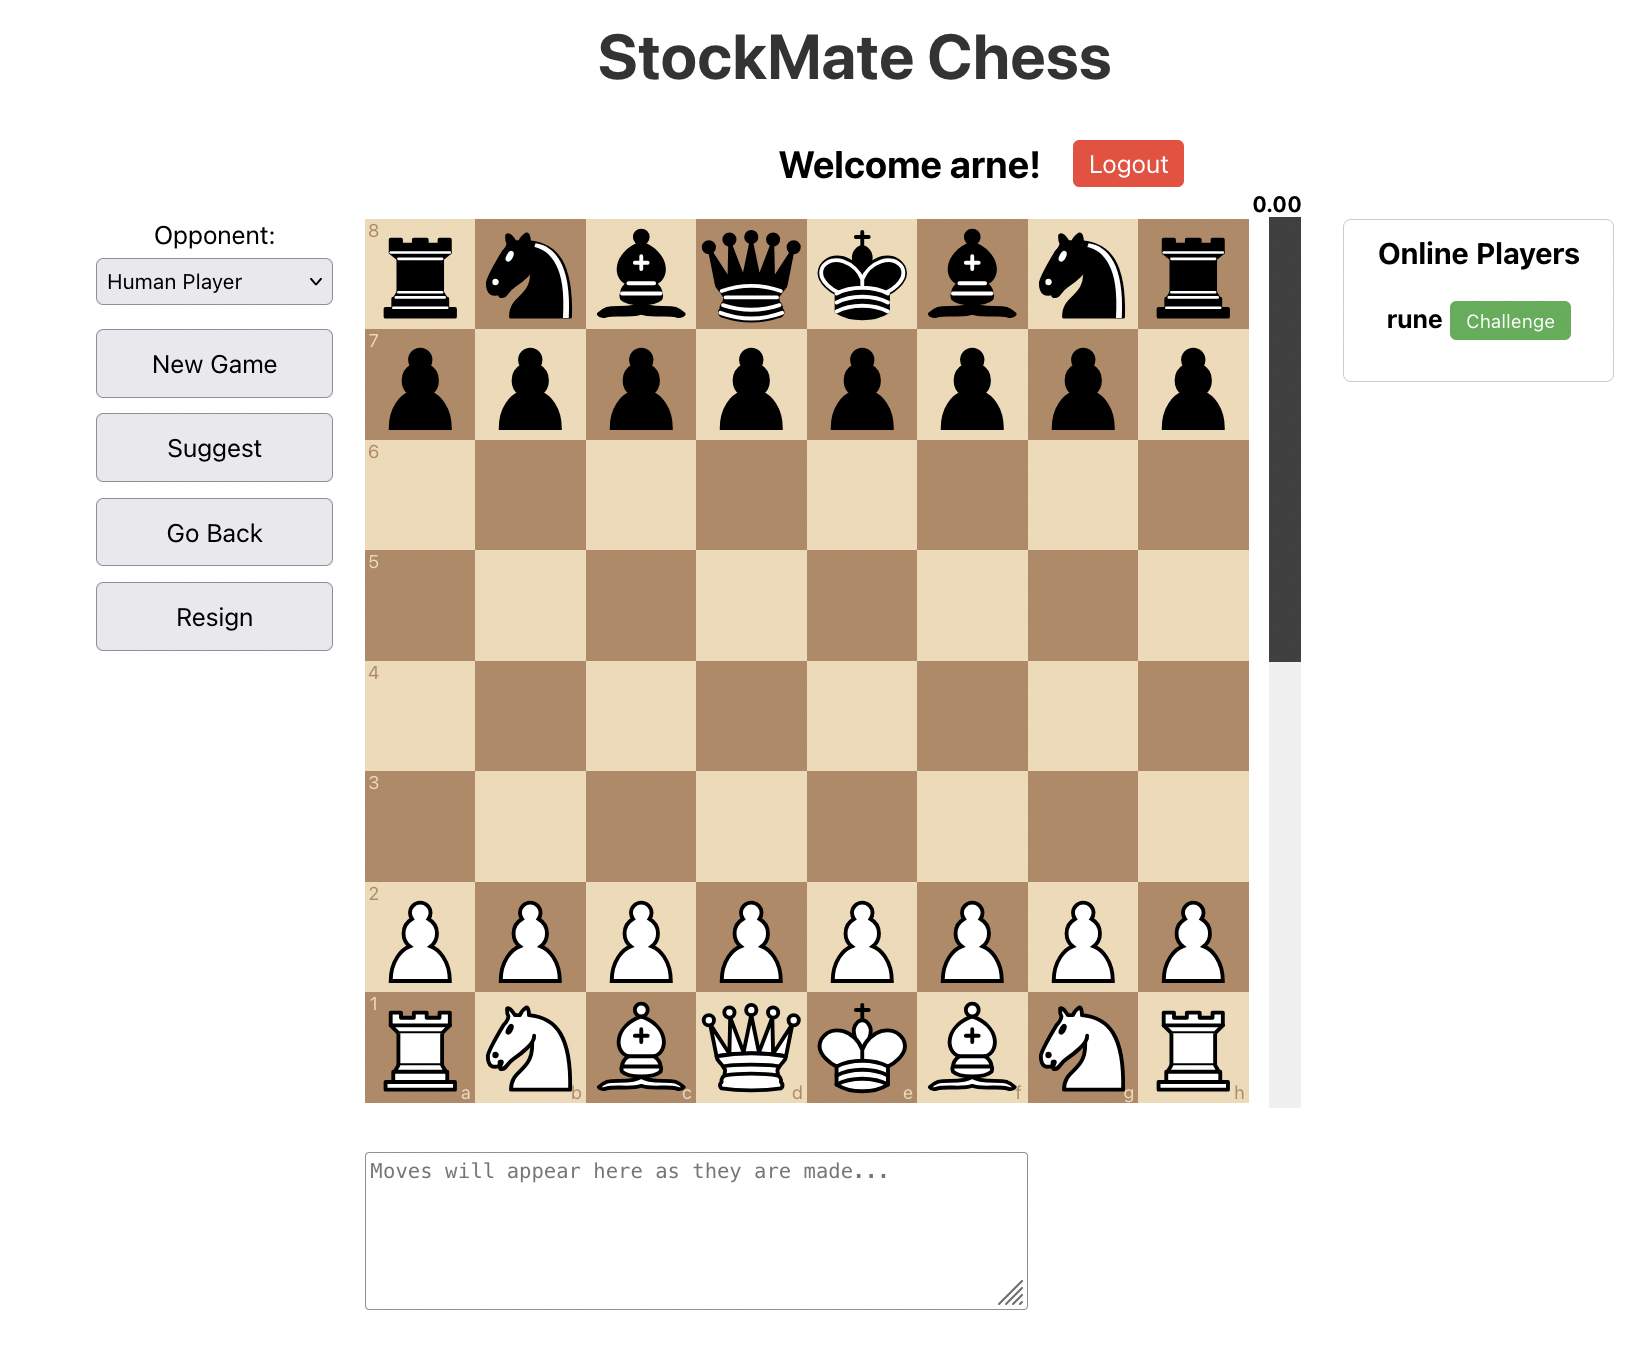 StockMate Chess
Welcome arne! Logout
0.00
Opponent:
Human Player
New Game
Suggest
Go Back
Resign
8
7
6
5
4
3
2
1
a b c d e f g h
Online Players
rune Challenge
Moves will appear here as they are made...